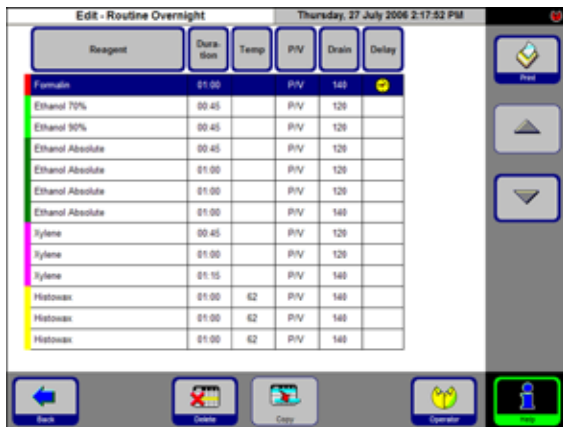 Edit - Routine Overnight Thursday, 27 July 2006 2:17:52 PM
Reagent Dura-tion Temp P/V Drain Delay
Print
Formalin 01:00 P/V 140
Ethanol 70% 00:45 P/V 120
Ethanol 90% 00:45 P/V 120
Ethanol Absolute 00:45 P/V 120
Ethanol Absolute 01:00 P/V 120
Ethanol Absolute 01:00 P/V 120
Ethanol Absolute 01:00 P/V 140
Xylene 00:45 P/V 120
Xylene 01:00 P/V 120
Xylene 01:15 P/V 140
Histowax 01:00 62 P/V 140
Histowax 01:00 62 P/V 140
Histowax 01:00 62 P/V 140
Back Delete Copy Operator Help